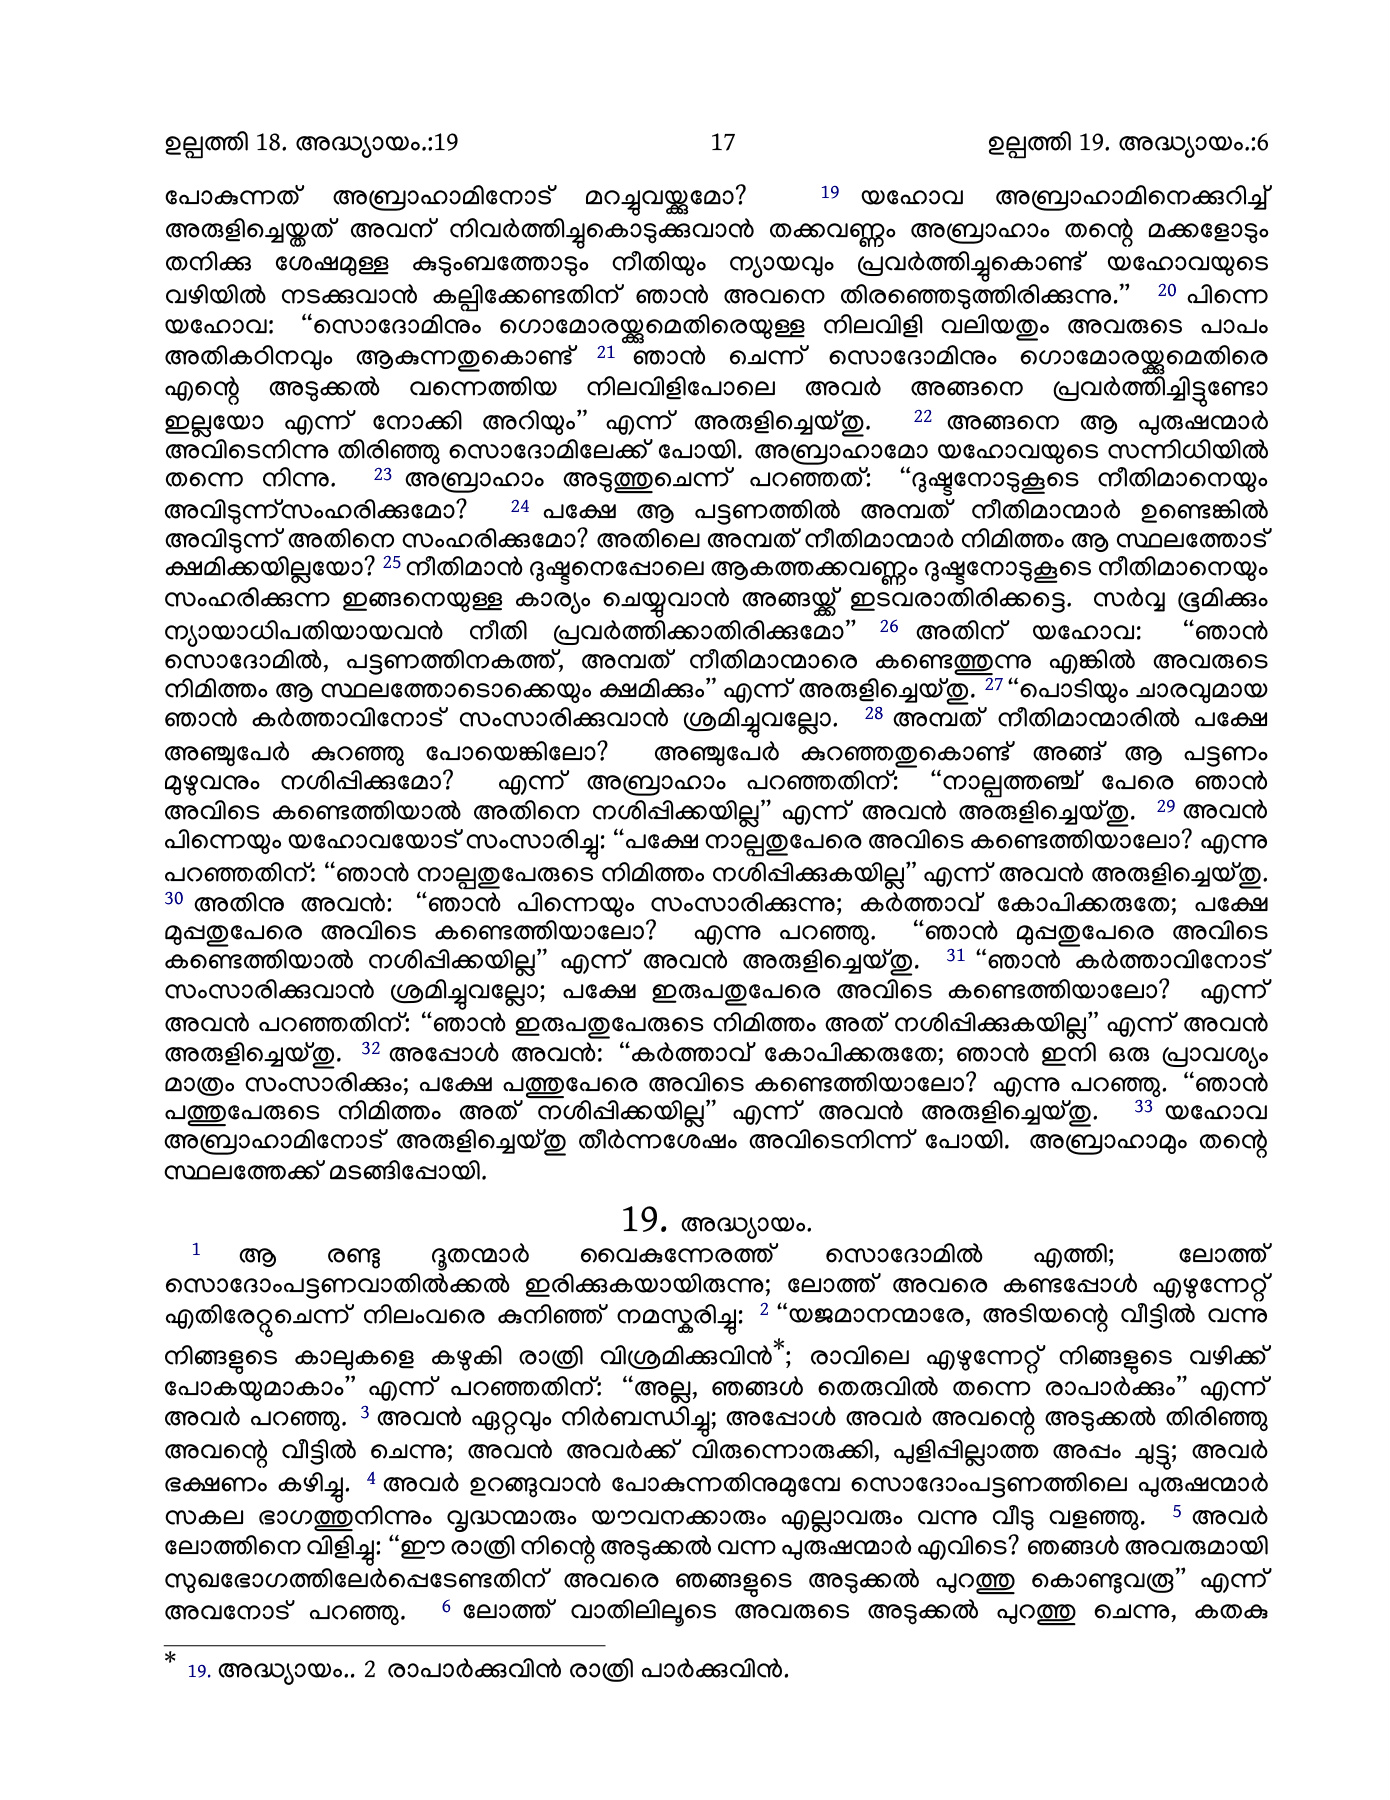 ഉല്പത്തി 18. അദ്ധ്യായം.:19 17 ഉല്പത്തി 19. അദ്ധ്യായം.:6
പോകുന്നത് അബ്രാഹാമിനോട് മറച്ചുവയ്ക്കുമോ? 19 യഹോവ അബ്രാഹാമിനെക്കുറിച്ച്
അരുളിച്ചെയ്തത് അവന് നിവർത്തിച്ചുകൊടുക്കുവാൻ തക്കവണ്ണം അബ്രാഹാം തന്റെ മക്കളോടും
തനിക്കു ശേഷമുള്ള കുടുംബത്തോടും നീതിയും ന്യായവും പ്രവർത്തിച്ചുകൊണ്ട് യഹോവയുടെ
വഴിയിൽ നടക്കുവാൻ കല്പിക്കേണ്ടതിന് ഞാൻ അവനെ തിരഞ്ഞെടുത്തിരിക്കുന്നു.” 20 പിന്നെ
യഹോവ: “സൊദോമിനും ഗൊമോരയ്ക്കുമെതിരെയുള്ള നിലവിളി വലിയതും അവരുടെ പാപം
അതികഠിനവും ആകുന്നതുകൊണ്ട് 21 ഞാൻ ചെന്ന് സൊദോമിനും ഗൊമോരയ്ക്കുമെതിരെ
എന്റെ അടുക്കൽ വന്നെത്തിയ നിലവിളിപോലെ അവർ അങ്ങനെ പ്രവർത്തിച്ചിട്ടുണ്ടോ
ഇല്ലയോ എന്ന് നോക്കി അറിയും” എന്ന് അരുളിച്ചെയ്തു. 22 അങ്ങനെ ആ പുരുഷന്മാർ
അവിടെനിന്നു തിരിഞ്ഞു സൊദോമിലേക്ക് പോയി. അബ്രാഹാമോ യഹോവയുടെ സന്നിധിയിൽ
തന്നെ നിന്നു. 23 അബ്രാഹാം അടുത്തുചെന്ന് പറഞ്ഞത്: “ദുഷ്ടനോടുകൂടെ നീതിമാനെയും
അവിടുന്ന്സംഹരിക്കുമോ? 24 പക്ഷേ ആ പട്ടണത്തിൽ അമ്പത് നീതിമാന്മാർ ഉണ്ടെങ്കിൽ
അവിടുന്ന് അതിനെ സംഹരിക്കുമോ? അതിലെ അമ്പത് നീതിമാന്മാർ നിമിത്തം ആ സ്ഥലത്തോട്
ക്ഷമിക്കയില്ലയോ? 25 നീതിമാൻ ദുഷ്ടനെപ്പോലെ ആകത്തക്കവണ്ണം ദുഷ്ടനോടുകൂടെ നീതിമാനെയും
സംഹരിക്കുന്ന ഇങ്ങനെയുള്ള കാര്യം ചെയ്യുവാൻ അങ്ങയ്ക്ക് ഇടവരാതിരിക്കട്ടെ. സർവ്വ ഭൂമിക്കും
ന്യായാധിപതിയായവൻ നീതി പ്രവർത്തിക്കാതിരിക്കുമോ” 26 അതിന് യഹോവ: “ഞാൻ
സൊദോമിൽ, പട്ടണത്തിനകത്ത്, അമ്പത് നീതിമാന്മാരെ കണ്ടെത്തുന്നു എങ്കിൽ അവരുടെ
നിമിത്തം ആ സ്ഥലത്തോടൊക്കെയും ക്ഷമിക്കും” എന്ന് അരുളിച്ചെയ്തു. 27 “പൊടിയും ചാരവുമായ
ഞാൻ കർത്താവിനോട് സംസാരിക്കുവാൻ ശ്രമിച്ചുവല്ലോ. 28 അമ്പത് നീതിമാന്മാരിൽ പക്ഷേ
അഞ്ചുപേർ കുറഞ്ഞു പോയെങ്കിലോ? അഞ്ചുപേർ കുറഞ്ഞതുകൊണ്ട് അങ്ങ് ആ പട്ടണം
മുഴുവനും നശിപ്പിക്കുമോ? എന്ന് അബ്രാഹാം പറഞ്ഞതിന്: “നാല്പത്തഞ്ച് പേരെ ഞാൻ
അവിടെ കണ്ടെത്തിയാൽ അതിനെ നശിപ്പിക്കയില്ല” എന്ന് അവൻ അരുളിച്ചെയ്തു. 29 അവൻ
പിന്നെയും യഹോവയോട് സംസാരിച്ചു: “പക്ഷേ നാല്പതുപേരെ അവിടെ കണ്ടെത്തിയാലോ? എന്നു
പറഞ്ഞതിന്: “ഞാൻ നാല്പതുപേരുടെ നിമിത്തം നശിപ്പിക്കുകയില്ല” എന്ന് അവൻ അരുളിച്ചെയ്തു.
30 അതിനു അവൻ: “ഞാൻ പിന്നെയും സംസാരിക്കുന്നു; കർത്താവ് കോപിക്കരുതേ; പക്ഷേ
മുപ്പതുപേരെ അവിടെ കണ്ടെത്തിയാലോ? എന്നു പറഞ്ഞു. “ഞാൻ മുപ്പതുപേരെ അവിടെ
കണ്ടെത്തിയാൽ നശിപ്പിക്കയില്ല” എന്ന് അവൻ അരുളിച്ചെയ്തു. 31 “ഞാൻ കർത്താവിനോട്
സംസാരിക്കുവാൻ ശ്രമിച്ചുവല്ലോ; പക്ഷേ ഇരുപതുപേരെ അവിടെ കണ്ടെത്തിയാലോ? എന്ന്
അവൻ പറഞ്ഞതിന്: “ഞാൻ ഇരുപതുപേരുടെ നിമിത്തം അത് നശിപ്പിക്കുകയില്ല” എന്ന് അവൻ
അരുളിച്ചെയ്തു. 32 അപ്പോൾ അവൻ: “കർത്താവ് കോപിക്കരുതേ; ഞാൻ ഇനി ഒരു പ്രാവശ്യം
മാത്രം സംസാരിക്കും; പക്ഷേ പത്തുപേരെ അവിടെ കണ്ടെത്തിയാലോ? എന്നു പറഞ്ഞു. “ഞാൻ
പത്തുപേരുടെ നിമിത്തം അത് നശിപ്പിക്കയില്ല” എന്ന് അവൻ അരുളിച്ചെയ്തു. 33 യഹോവ
അബ്രാഹാമിനോട് അരുളിച്ചെയ്തു തീർന്നശേഷം അവിടെനിന്ന് പോയി. അബ്രാഹാമും തന്റെ
സ്ഥലത്തേക്ക് മടങ്ങിപ്പോയി.
19. അദ്ധ്യായം.
1 ആ രണ്ടു ദൂതന്മാർ വൈകുന്നേരത്ത് സൊദോമിൽ എത്തി; ലോത്ത്
സൊദോംപട്ടണവാതിൽക്കൽ ഇരിക്കുകയായിരുന്നു; ലോത്ത് അവരെ കണ്ടപ്പോൾ എഴുന്നേറ്റ്
എതിരേറ്റുചെന്ന് നിലംവരെ കുനിഞ്ഞ് നമസ്കരിച്ചു: 2 “യജമാനന്മാരേ, അടിയന്റെ വീട്ടിൽ വന്നു
നിങ്ങളുടെ കാലുകളെ കഴുകി രാത്രി വിശ്രമിക്കുവിൻ*; രാവിലെ എഴുന്നേറ്റ് നിങ്ങളുടെ വഴിക്ക്
പോകയുമാകാം” എന്ന് പറഞ്ഞതിന്: “അല്ല, ഞങ്ങൾ തെരുവിൽ തന്നെ രാപാർക്കും” എന്ന്
അവർ പറഞ്ഞു. 3 അവൻ ഏറ്റവും നിർബന്ധിച്ചു; അപ്പോൾ അവർ അവന്റെ അടുക്കൽ തിരിഞ്ഞു
അവന്റെ വീട്ടിൽ ചെന്നു; അവൻ അവർക്ക് വിരുന്നൊരുക്കി, പുളിപ്പില്ലാത്ത അപ്പം ചുട്ടു; അവർ
ഭക്ഷണം കഴിച്ചു. 4 അവർ ഉറങ്ങുവാൻ പോകുന്നതിനുമുമ്പേ സൊദോംപട്ടണത്തിലെ പുരുഷന്മാർ
സകല ഭാഗത്തുനിന്നും വൃദ്ധന്മാരും യൗവനക്കാരും എല്ലാവരും വന്നു വീടു വളഞ്ഞു. 5 അവർ
ലോത്തിനെ വിളിച്ചു: “ഈ രാത്രി നിന്റെ അടുക്കൽ വന്ന പുരുഷന്മാർ എവിടെ? ഞങ്ങൾ അവരുമായി
സുഖഭോഗത്തിലേർപ്പെടേണ്ടതിന് അവരെ ഞങ്ങളുടെ അടുക്കൽ പുറത്തു കൊണ്ടുവരൂ” എന്ന്
അവനോട് പറഞ്ഞു. 6 ലോത്ത് വാതിലിലൂടെ അവരുടെ അടുക്കൽ പുറത്തു ചെന്നു, കതകു
* 19. അദ്ധ്യായം.. 2 രാപാർക്കുവിൻ രാത്രി പാർക്കുവിൻ.